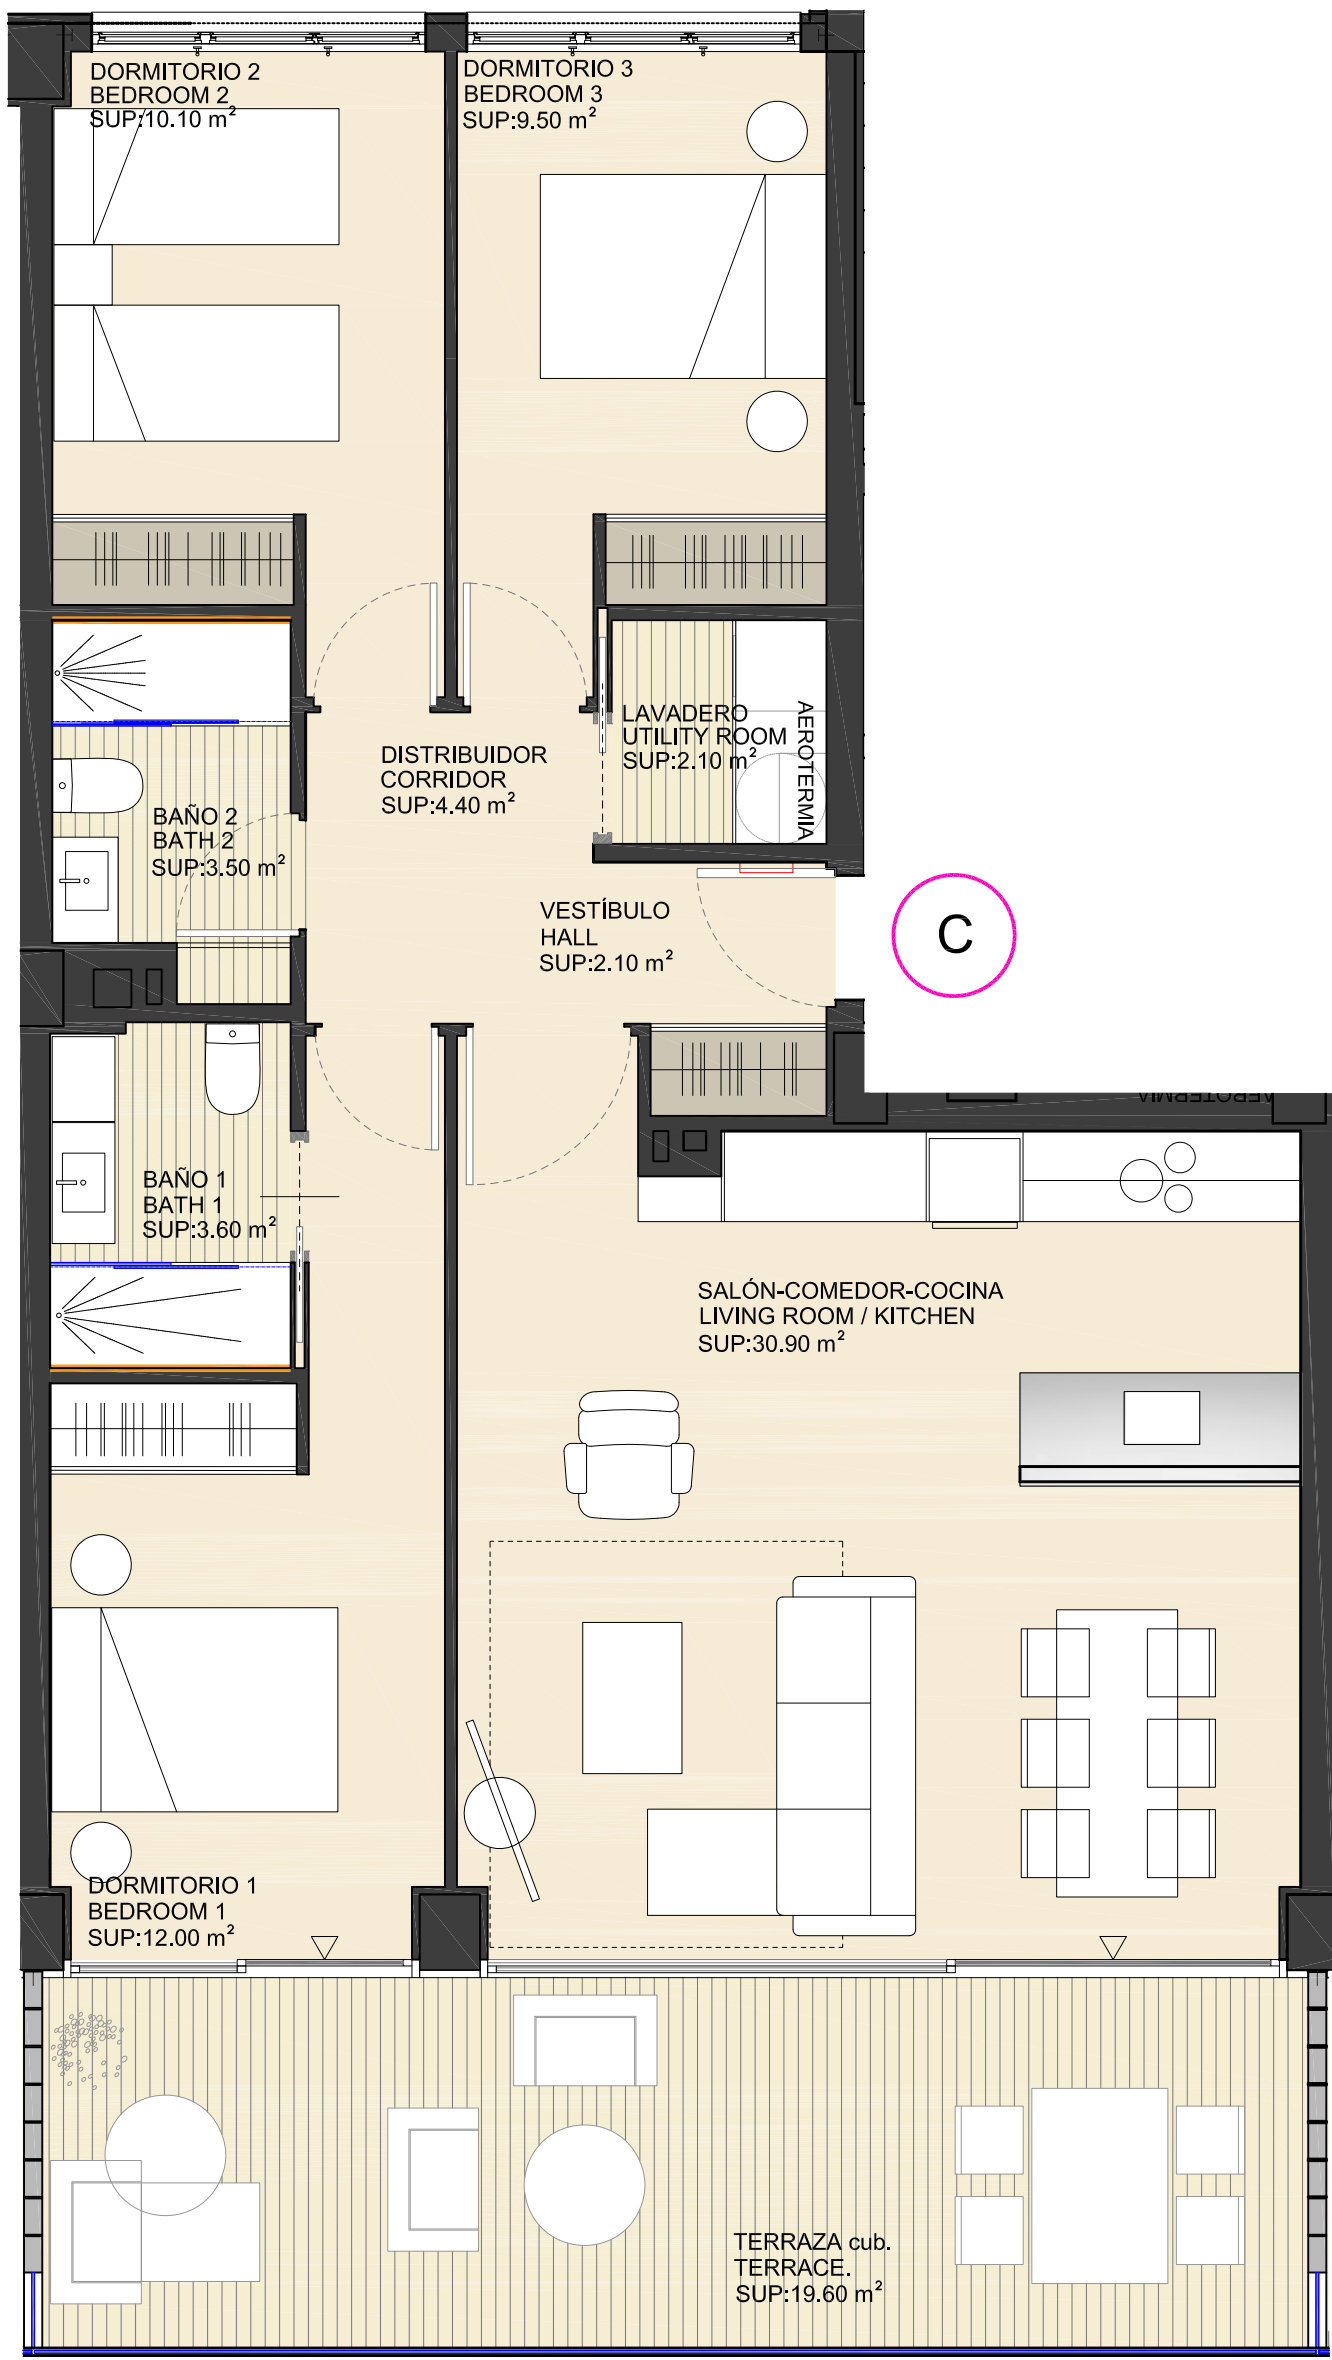 DORMITORIO 2
BEDROOM 2
SUP:10.10 m²
DORMITORIO 3
BEDROOM 3
SUP:9.50 m²
LAVADERO
UTILITY ROOM
SUP:2.10 m²
AEROTERMIA
DISTRIBUIDOR
CORRIDOR
SUP:4.40 m²
BAÑO 2
BATH 2
SUP:3.50 m²
VESTÍBULO
HALL
SUP:2.10 m²
C
AEROTERMIA
BAÑO 1
BATH 1
SUP:3.60 m²
SALÓN-COMEDOR-COCINA
LIVING ROOM / KITCHEN
SUP:30.90 m²
DORMITORIO 1
BEDROOM 1
SUP:12.00 m²
TERRAZA cub.
TERRACE.
SUP:19.60 m²